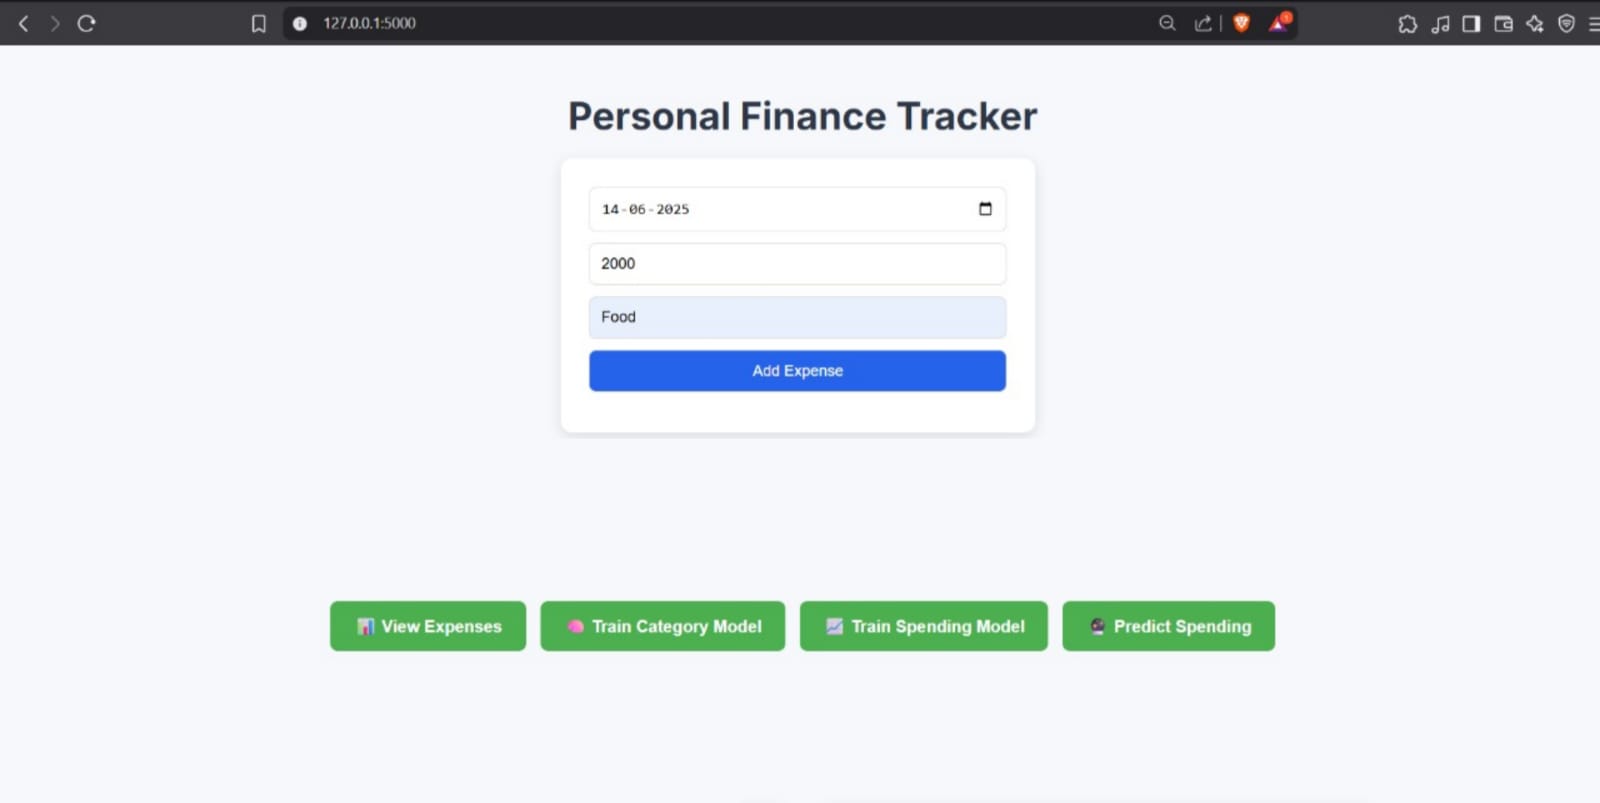 127.0.0.1:5000
Personal Finance Tracker
14-06-2025
2000
Food
Add Expense
View Expenses
Train Category Model
Train Spending Model
Predict Spending